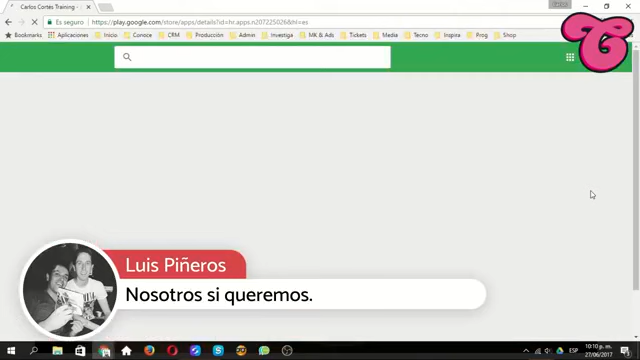 Carlos Cortés Training -
Carlos
Es seguro
https://play.google.com/store/apps/details?id=hr.apps.n207225026&hl=es
Bookmarks Aplicaciones Inicio Conoce CRM Producción Admin Investiga MK & Ads Tickets Media Tecno Inspira Prog Shop
Luis Piñeros
Nosotros si queremos.
ESP
10:10 p. m.
27/06/2017